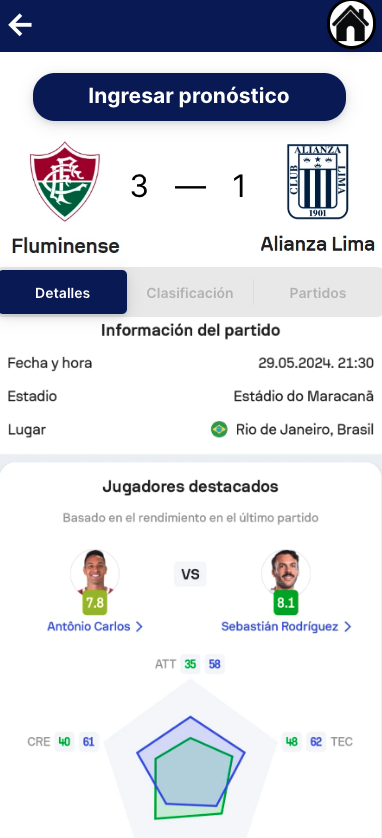 Ingresar pronóstico
CLUB ALIANZA LIMA
1901
3 — 1
Fluminense
Alianza Lima
Detalles
Clasificación
Partidos
Información del partido
Fecha y hora
29.05.2024. 21:30
Estadio
Estádio do Maracanã
Lugar
Rio de Janeiro, Brasil
Jugadores destacados
Basado en el rendimiento en el último partido
VS
7.8
8.1
Antônio Carlos
Sebastián Rodríguez
ATT 35 58
CRE 40 61
48 62 TEC